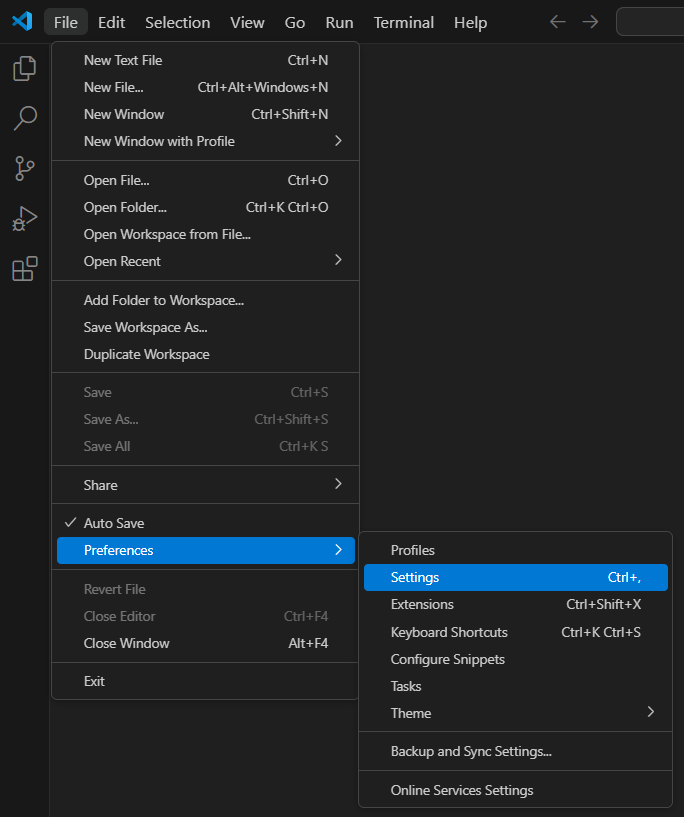 File Edit Selection View Go Run Terminal Help
New Text File Ctrl+N
New File... Ctrl+Alt+Windows+N
New Window Ctrl+Shift+N
New Window with Profile
Open File... Ctrl+O
Open Folder... Ctrl+K Ctrl+O
Open Workspace from File...
Open Recent
Add Folder to Workspace...
Save Workspace As...
Duplicate Workspace
Save Ctrl+S
Save As... Ctrl+Shift+S
Save All Ctrl+K S
Share
Auto Save
Preferences
Revert File
Close Editor Ctrl+F4
Close Window Alt+F4
Exit
Profiles
Settings Ctrl+,
Extensions Ctrl+Shift+X
Keyboard Shortcuts Ctrl+K Ctrl+S
Configure Snippets
Tasks
Theme
Backup and Sync Settings...
Online Services Settings